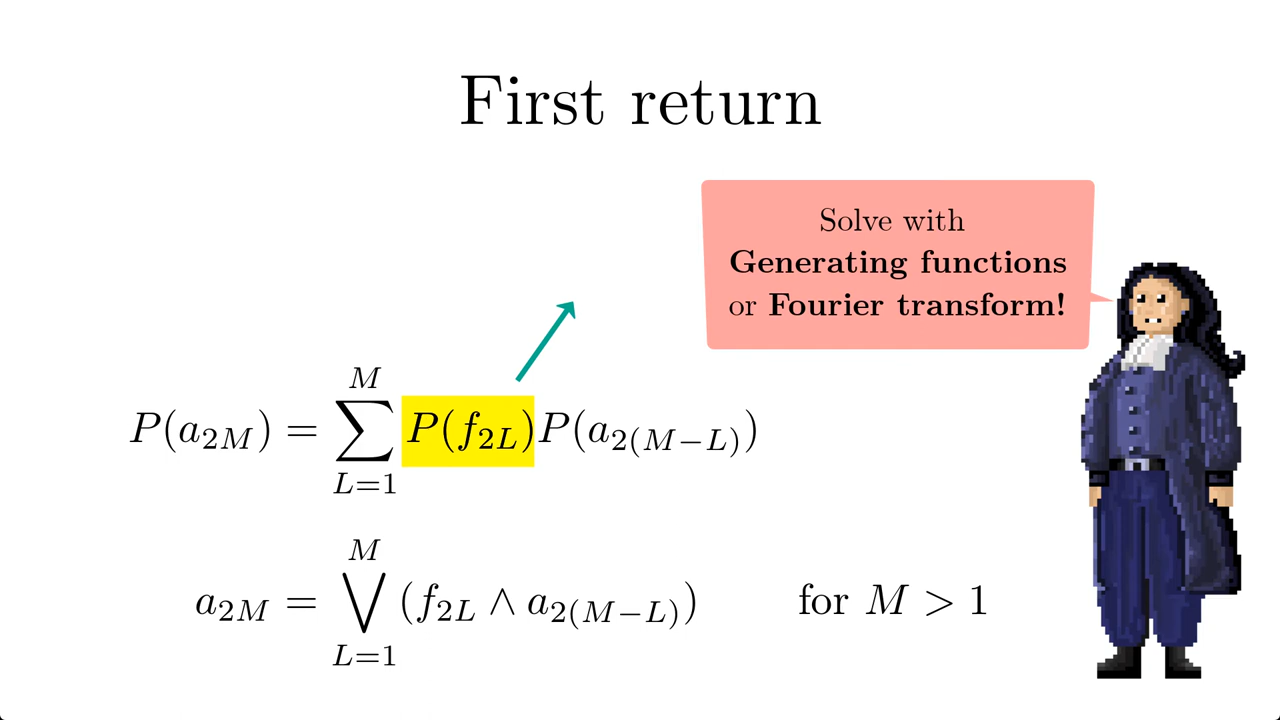 First return
Solve with
Generating functions
or Fourier transform!
$P(a_{2M}) = \sum_{L=1}^{M} P(f_{2L}) P(a_{2(M-L)})$
$a_{2M} = \bigvee_{L=1}^{M} (f_{2L} \wedge a_{2(M-L)})$ for $M > 1$